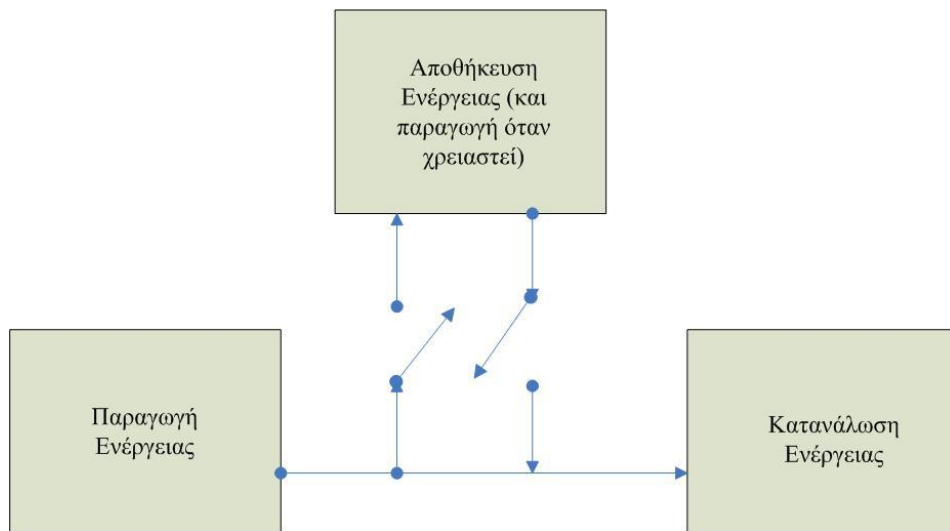 Αποθήκευση
Ενέργειας (και
παραγωγή όταν
χρειαστεί)
Παραγωγή
Ενέργειας
Κατανάλωση
Ενέργειας